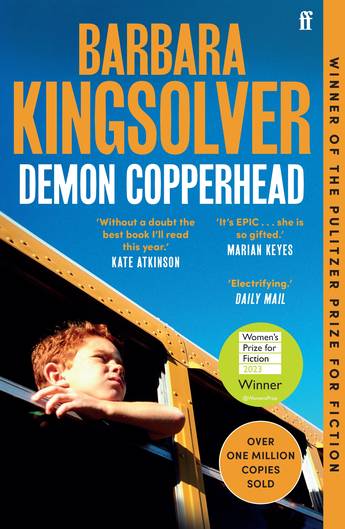 ff
BARBARA
KINGSOLVER
DEMON COPPERHEAD
‘Without a doubt the
best book I’ll read
this year.’
KATE ATKINSON
‘It’s EPIC . . . she is
so gifted.’
MARIAN KEYES
‘Electrifying.’
DAILY MAIL
Women’s
Prize for
Fiction
2023
Winner
@WomensPrize
OVER
ONE MILLION
COPIES
SOLD
WINNER OF THE PULITZER PRIZE FOR FICTION